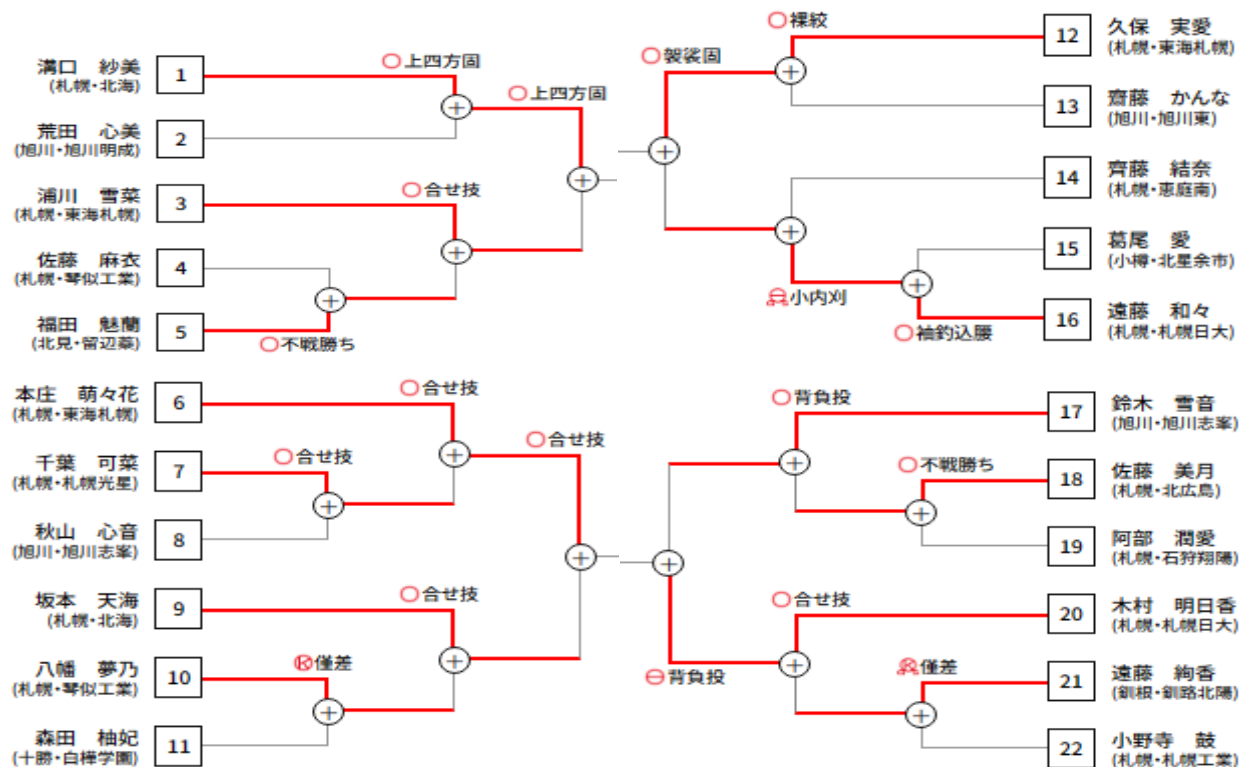 溝口 紗美
(札幌・北海)
1
○上四方固
○上四方固
荒田 心美
(旭川・旭川明成)
2
浦川 雪菜
(札幌・東海札幌)
3
○合せ技
佐藤 麻衣
(札幌・琴似工業)
4
福田 魅蘭
(北見・留辺蘂)
5
○不戦勝ち
本庄 萌々花
(札幌・東海札幌)
6
○合せ技
○合せ技
千葉 可菜
(札幌・札幌光星)
7
○合せ技
秋山 心音
(旭川・旭川志峯)
8
坂本 天海
(札幌・北海)
9
○合せ技
八幡 夢乃
(札幌・琴似工業)
10
Ⓚ僅差
森田 柚妃
(十勝・白樺学園)
11
○裸絞
12
久保 実愛
(札幌・東海札幌)
○袈裟固
13
齋藤 かんな
(旭川・旭川東)
14
齊藤 結奈
(札幌・恵庭南)
15
葛尾 愛
(小樽・北星余市)
小内刈
○袖釣込腰
16
遠藤 和々
(札幌・札幌日大)
○背負投
17
鈴木 雪音
(旭川・旭川志峯)
○不戦勝ち
18
佐藤 美月
(札幌・北広島)
19
阿部 潤愛
(札幌・石狩翔陽)
○合せ技
20
木村 明日香
(札幌・札幌日大)
⊖背負投
僅差
21
遠藤 絢香
(釧根・釧路北陽)
22
小野寺 鼓
(札幌・札幌工業)